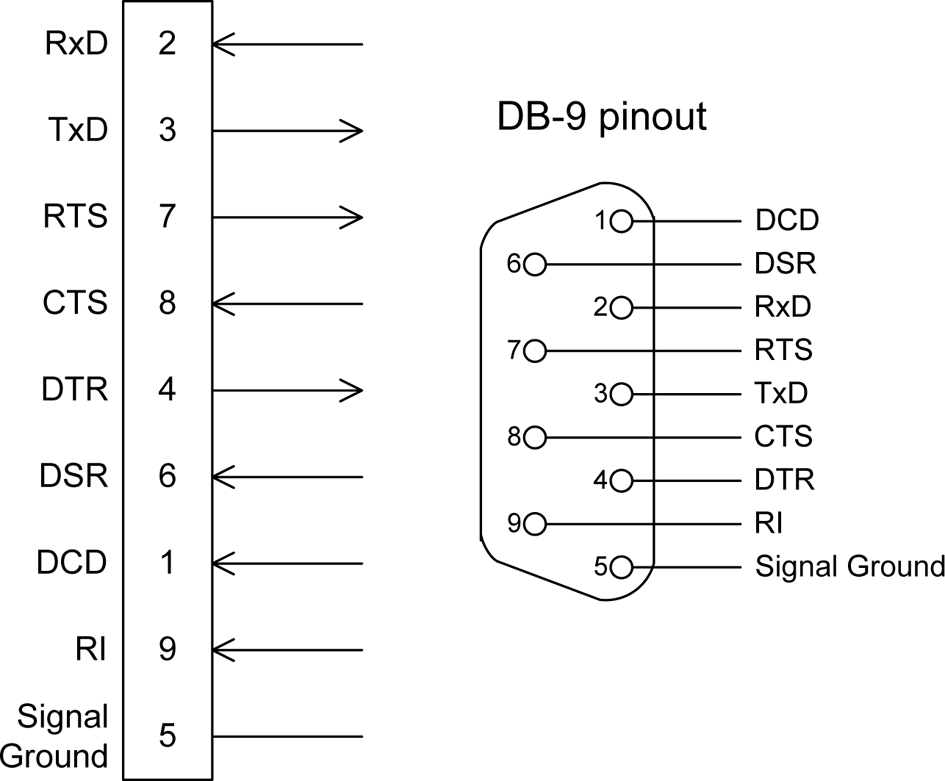 RxD 2
TxD 3
RTS 7
CTS 8
DTR 4
DSR 6
DCD 1
RI 9
Signal
Ground 5
DB-9 pinout
1 DCD
6 DSR
2 RxD
7 RTS
3 TxD
8 CTS
4 DTR
9 RI
5 Signal Ground